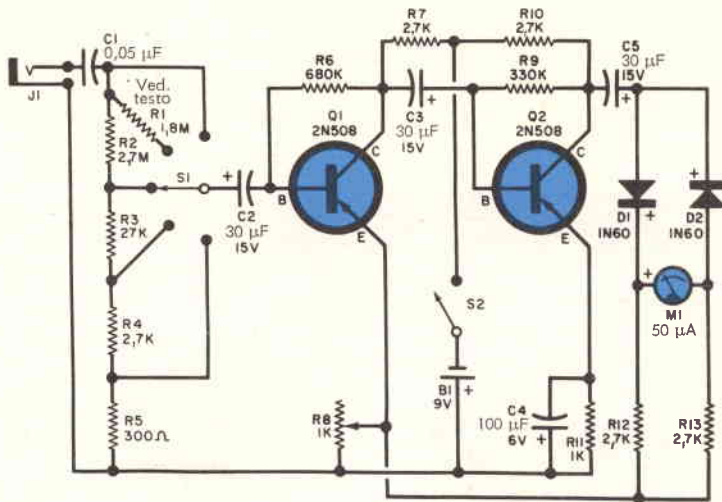 C1
0,05 µF
V
J1
Ved.
testo
R1
1,8M
R2
2,7M
S1
R3
27K
R4
2,7K
R5
300Ω
+
C2
30 µF
15V
R6
680K
Q1
2N508
B
C
E
R7
2,7K
C3
+
30 µF
15V
R10
2,7K
R9
330K
Q2
2N508
B
C
E
C5
30 µF
15V
+
D1
+
1N60
+
D2
1N60
+
M1
50 µA
S2
B1
9V
+
R8
1K
C4
100 µF
6V
+
R11
1K
R12
2,7K
R13
2,7K